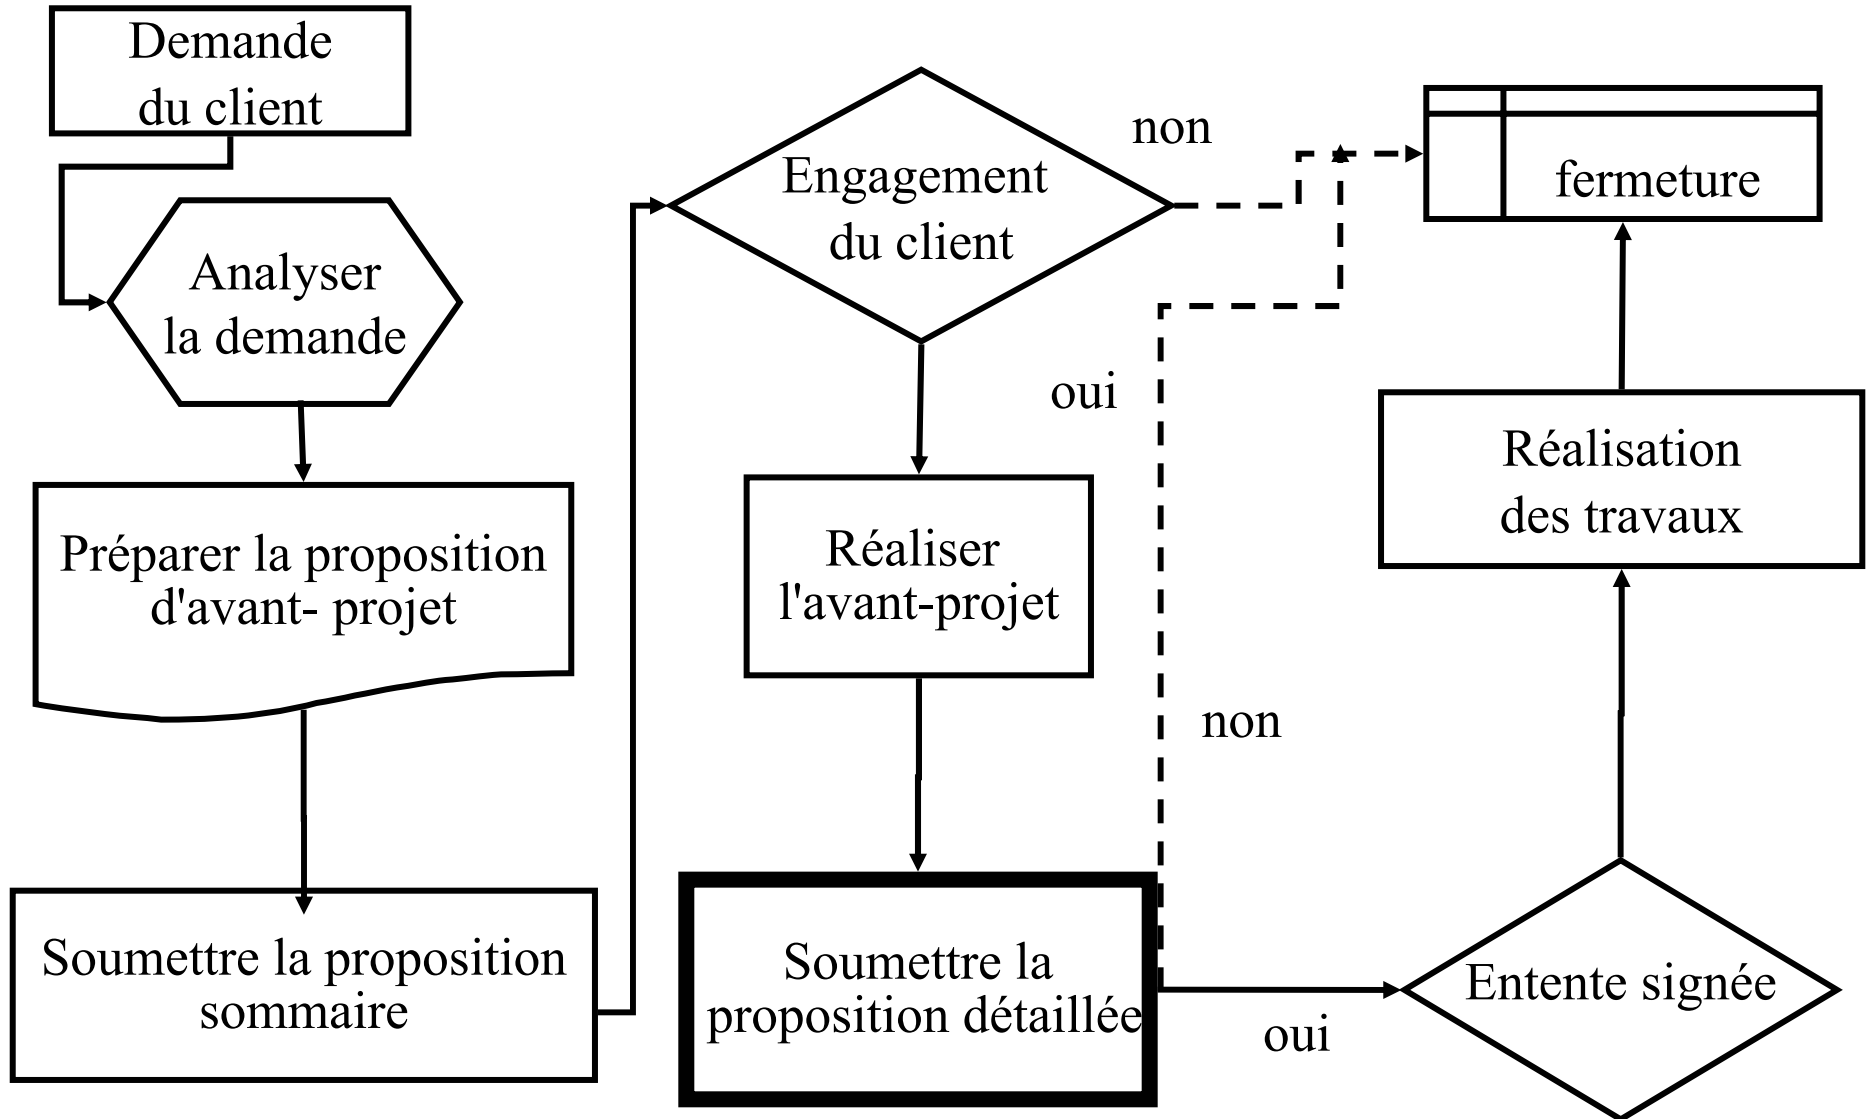 Demande
du client
Analyser
la demande
Préparer la proposition
d'avant- projet
Soumettre la proposition
sommaire
Engagement
du client
non
oui
Réaliser
l'avant-projet
Soumettre la
proposition détaillée
non
oui
Entente signée
Réalisation
des travaux
fermeture